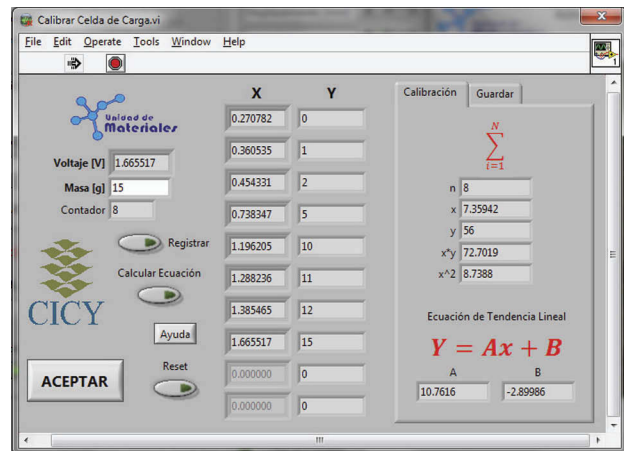 Calibrar Celda de Carga.vi
File Edit Operate Tools Window Help
1
Unidad de
Materiales
Voltaje [V] 1.665517
Masa [g] 15
Contador 8
Registrar
Calcular Ecuación
CICY
Ayuda
Reset
ACEPTAR
X Y
0.270782 0
0.360535 1
0.454331 2
0.738347 5
1.196205 10
1.288236 11
1.385465 12
1.665517 15
0.000000 0
0.000000 0
Calibración Guardar
N
∑
i=1
n 8
x 7.35942
y 56
x*y 72.7019
x^2 8.7388
Ecuación de Tendencia Lineal
Y = Ax + B
A B
10.7616 -2.89986